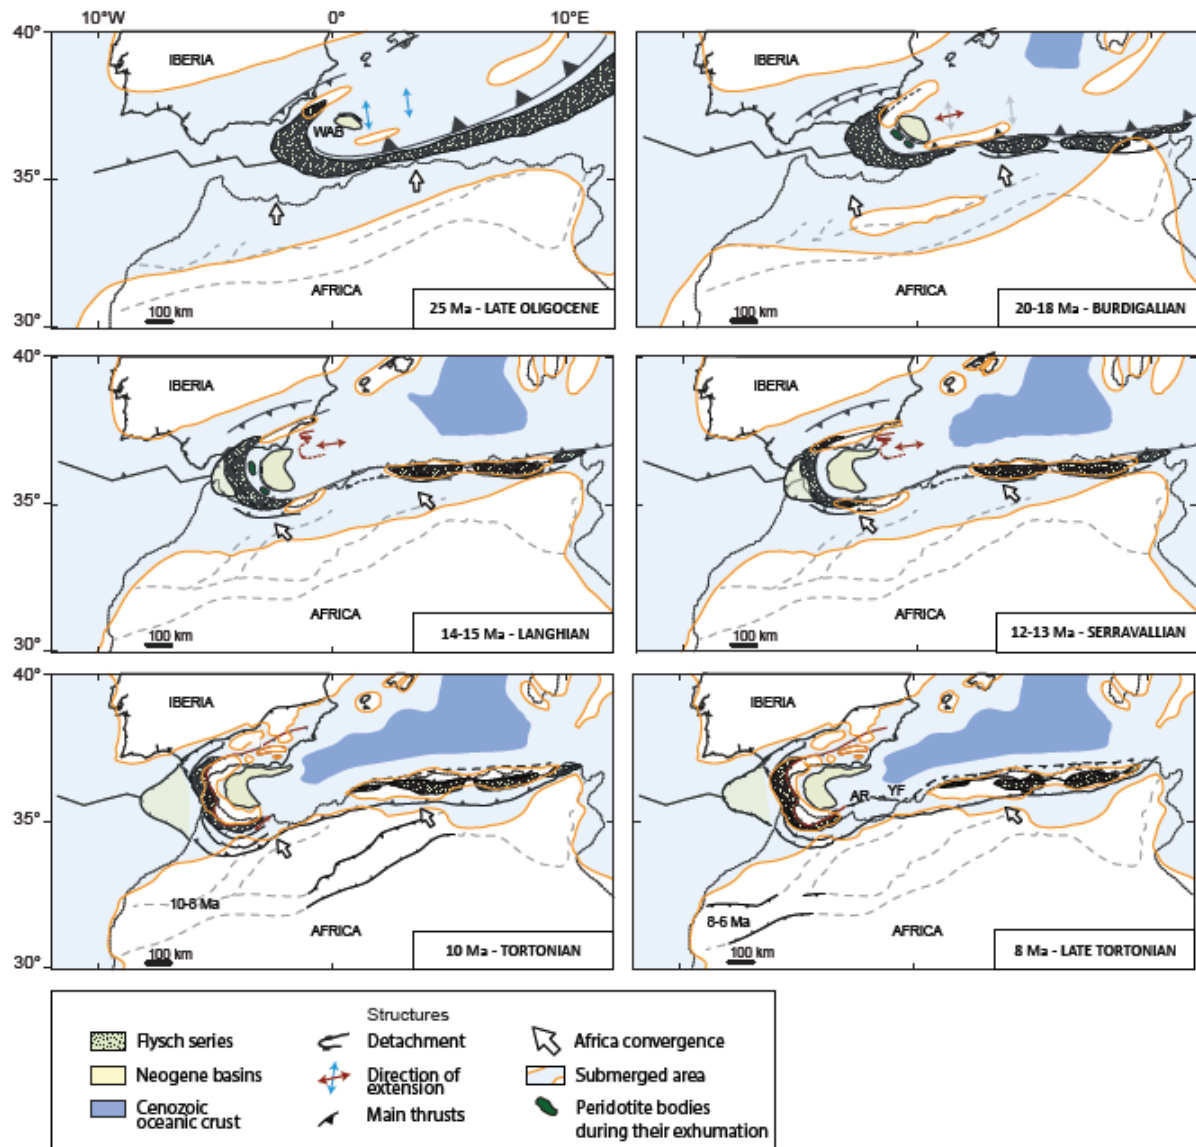 10°W 0° 10°E
40°
IBERIA
WAB
35°
AFRICA
30°
100 km
25 Ma - LATE OLIGOCENE
IBERIA
AFRICA
100 km
20-18 Ma - BURDIGALIAN
40°
IBERIA
35°
AFRICA
30°
100 km
14-15 Ma - LANGHIAN
IBERIA
AFRICA
100 km
12-13 Ma - SERRAVALLIAN
40°
IBERIA
35°
10-8 Ma
AFRICA
30°
100 km
10 Ma - TORTONIAN
IBERIA
AR
YF
8-6 Ma
AFRICA
100 km
8 Ma - LATE TORTONIAN
Structures
Flysch series
Detachment
Africa convergence
Neogene basins
Direction of
extension
Submerged area
Cenozoic
oceanic crust
Main thrusts
Peridotite bodies
during their exhumation